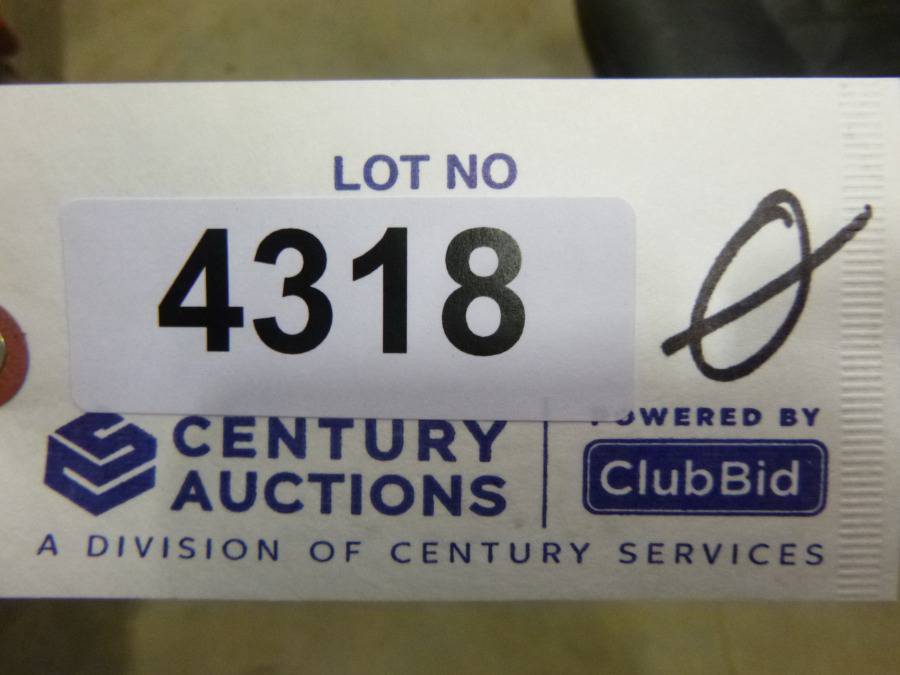 LOT NO
4318
Ø
CENTURY
AUCTIONS
POWERED BY
ClubBid
A DIVISION OF CENTURY SERVICES